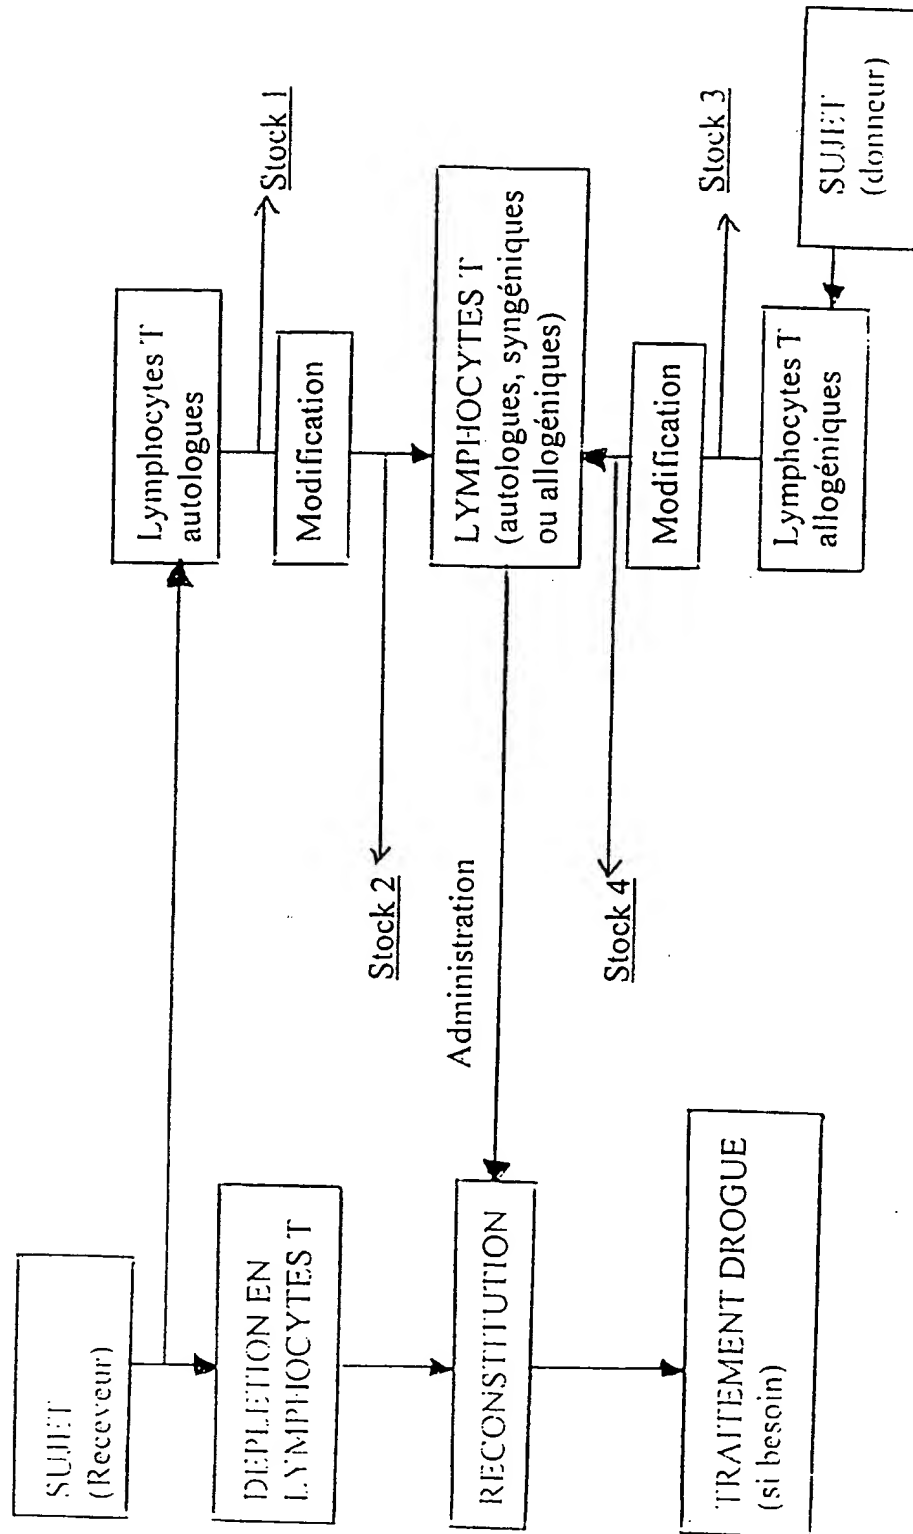 SUJET
(Receveur)
DEPLETION EN
LYMPHOCYTES T
RECONSTITUTION
TRAITEMENT DROGUE
(si besoin)
Administration
Stock 2
Stock 4
Lymphocytes T
autologues
Modification
LYMPHOCYTES T
(autologues, syngéniques
ou allogéniques)
Modification
Lymphocytes T
allogéniques
Stock 1
Stock 3
SUJET
(donneur)